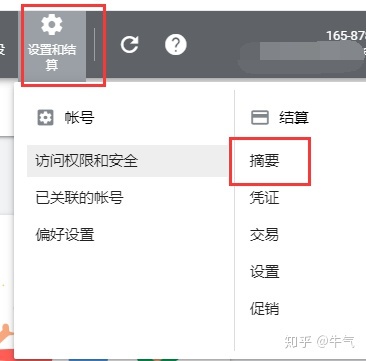 设置和结
算
165-878
帐号
结算
访问权限和安全
摘要
已关联的帐号
凭证
偏好设置
交易
设置
促销
知乎 @牛气